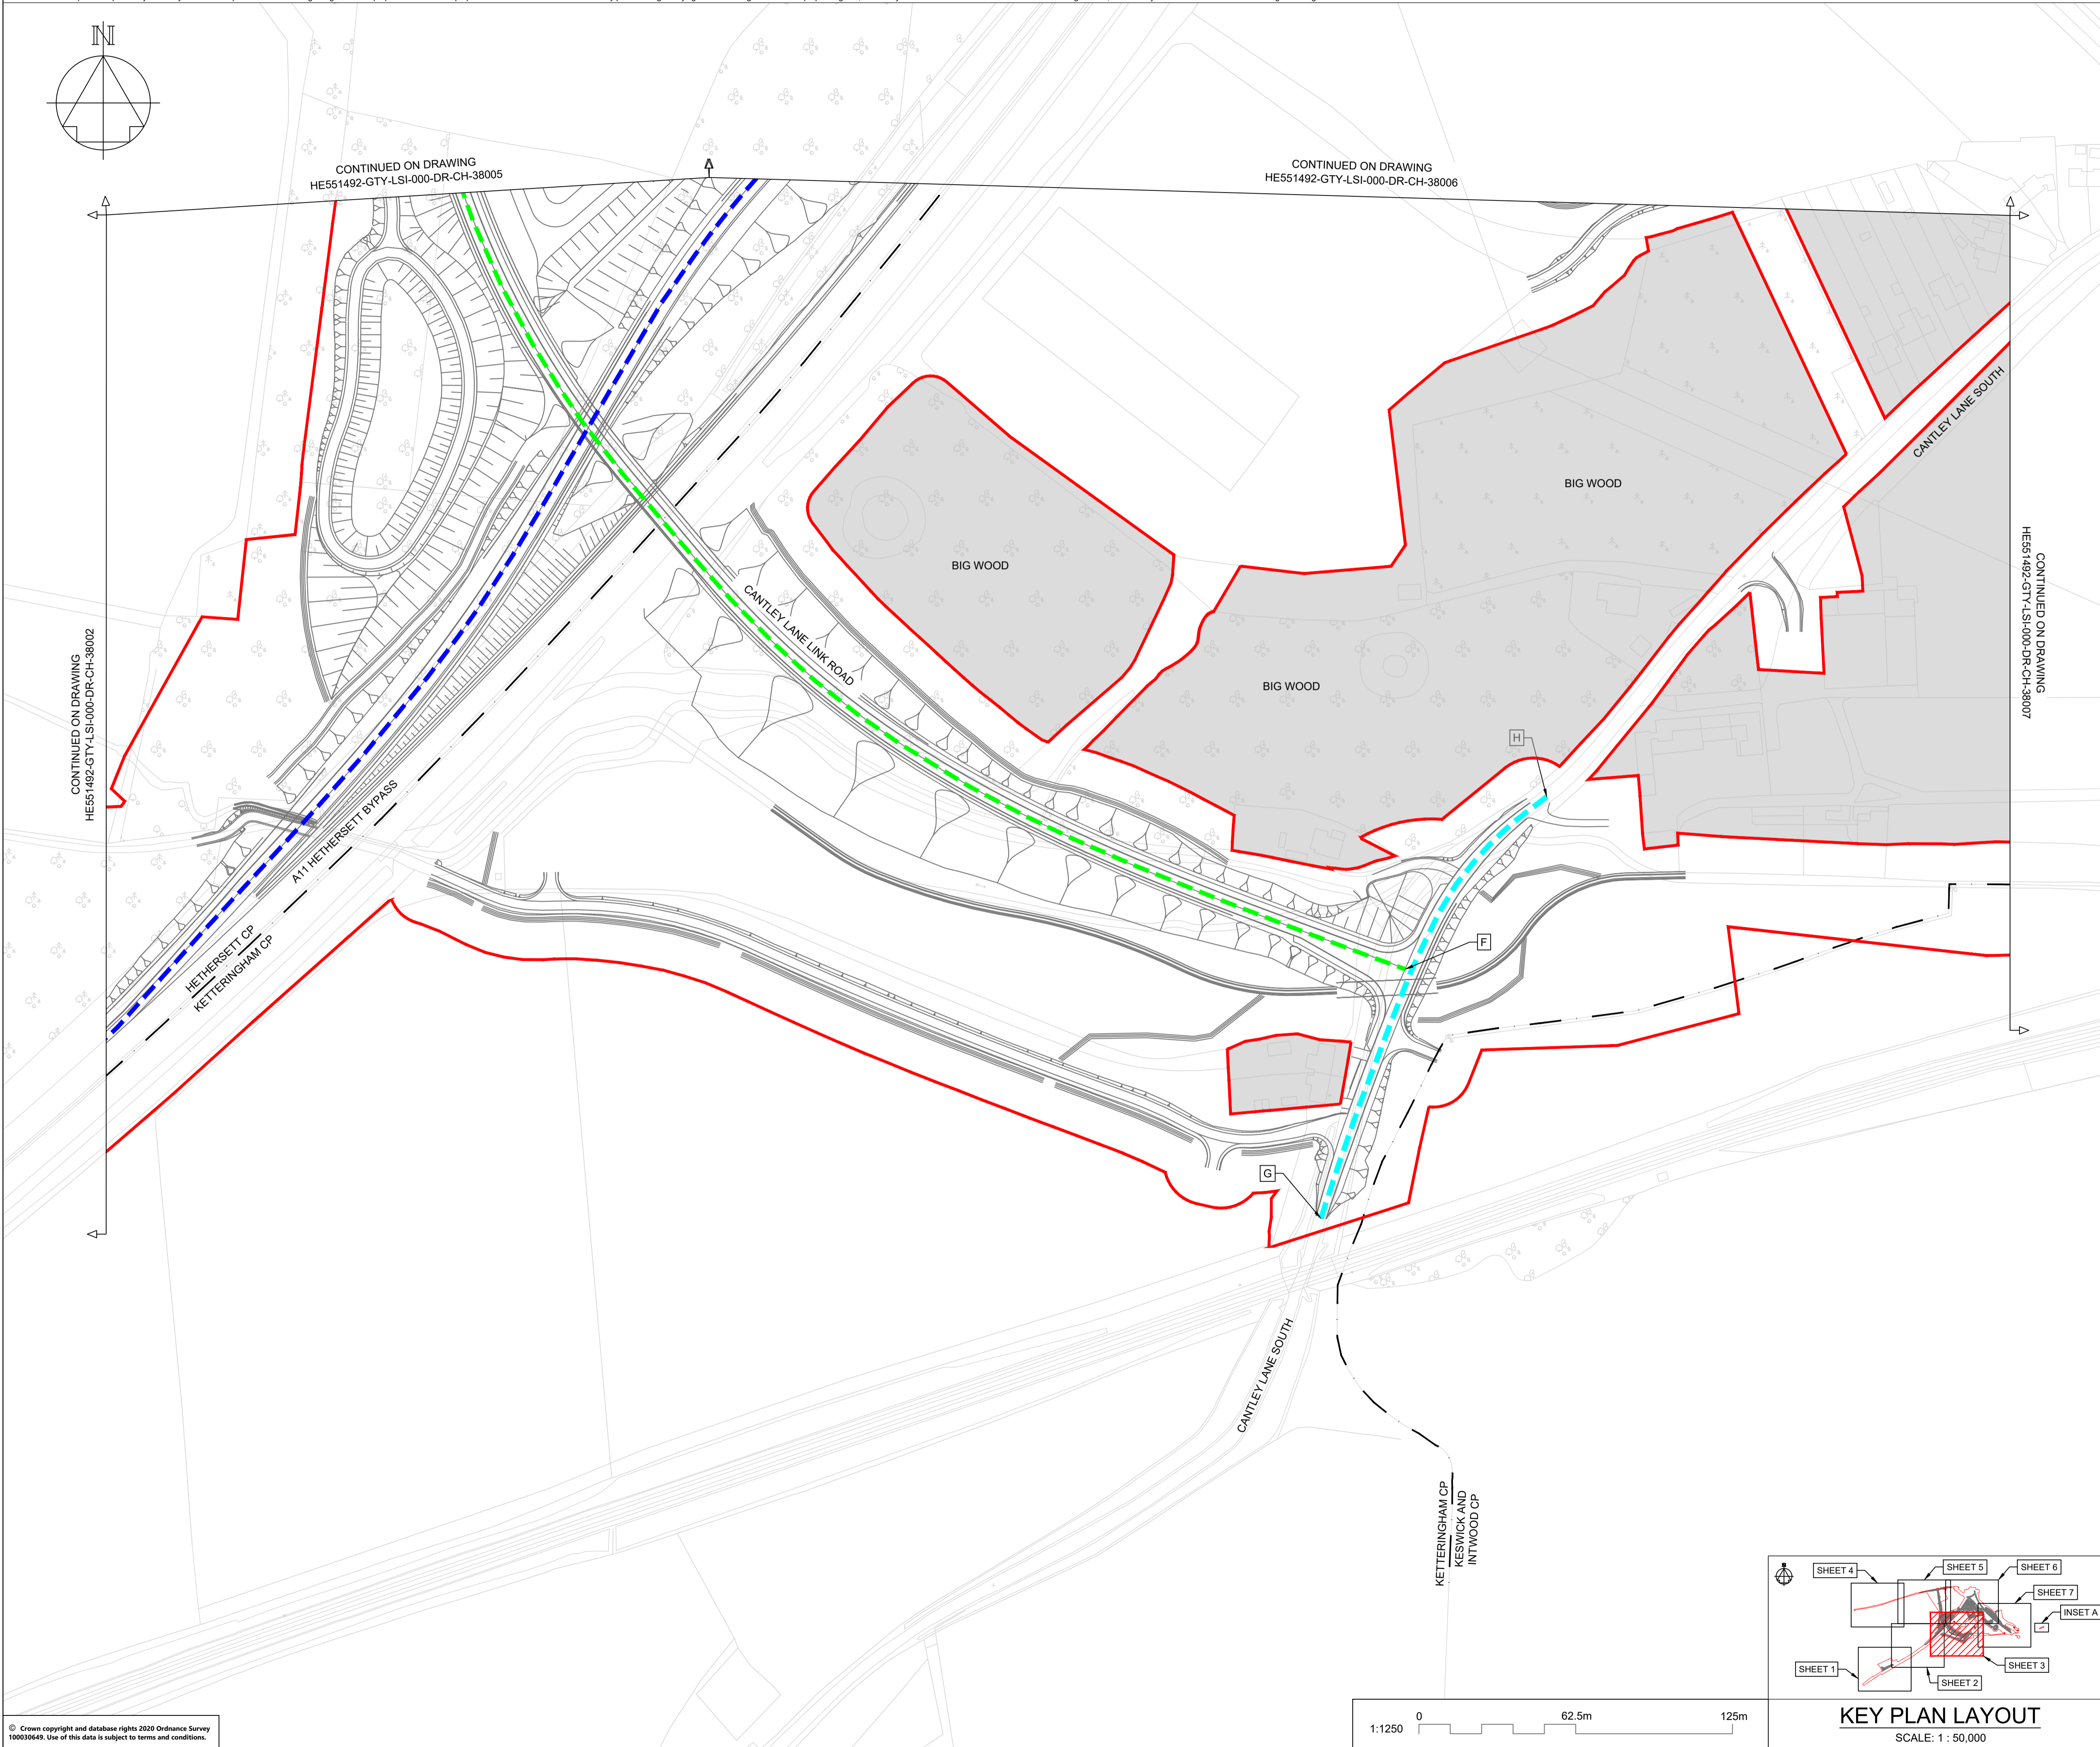 N
CONTINUED ON DRAWING
HE551492-GTY-LSI-000-DR-CH-38005
CONTINUED ON DRAWING
HE551492-GTY-LSI-000-DR-CH-38006
CANTLEY LANE SOUTH
BIG WOOD
BIG WOOD
BIG WOOD
CANTLEY LANE LINK ROAD
CONTINUED ON DRAWING
HE551492-GTY-LSI-000-DR-CH-38002
CONTINUED ON DRAWING
HE551492-GTY-LSI-000-DR-CH-38007
H
A11 HETHERSETT BYPASS
HETHERSETT CP
KETTERINGHAM CP
F
G
CANTLEY LANE SOUTH
KETTERINGHAM CP
KESWICK AND
INTWOOD CP
SHEET 4
SHEET 5
SHEET 6
SHEET 7
INSET A
SHEET 1
SHEET 2
SHEET 3
KEY PLAN LAYOUT
SCALE: 1 : 50,000
1:1250
0
62.5m
125m
© Crown copyright and database rights 2020 Ordnance Survey
100030649. Use of this data is subject to terms and conditions.